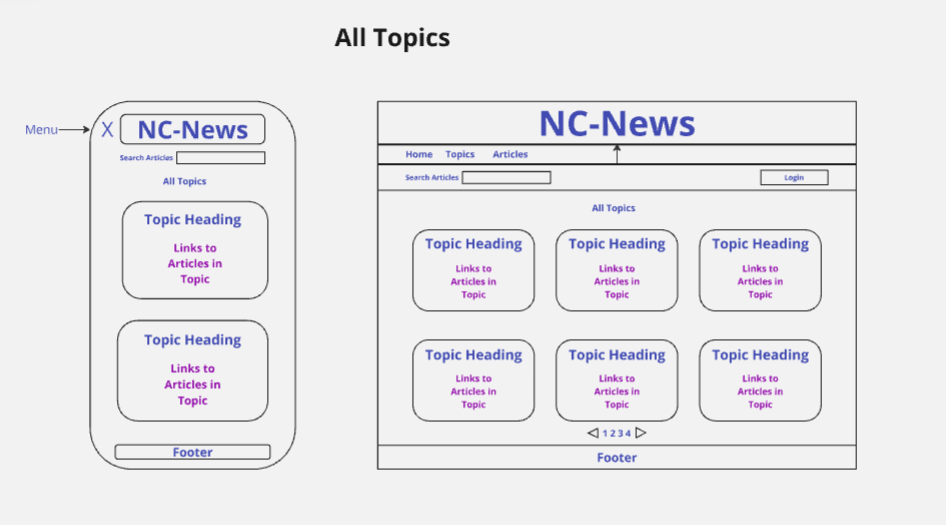 All Topics
Menu
X
NC-News
Search Articles
All Topics
Topic Heading
Links to
Articles in
Topic
Topic Heading
Links to
Articles in
Topic
Footer
NC-News
Home Topics Articles
Search Articles Login
All Topics
Topic Heading Topic Heading Topic Heading
Links to Links to Links to
Articles in Articles in Articles in
Topic Topic Topic
Topic Heading Topic Heading Topic Heading
Links to Links to Links to
Articles in Articles in Articles in
Topic Topic Topic
1 2 3 4
Footer